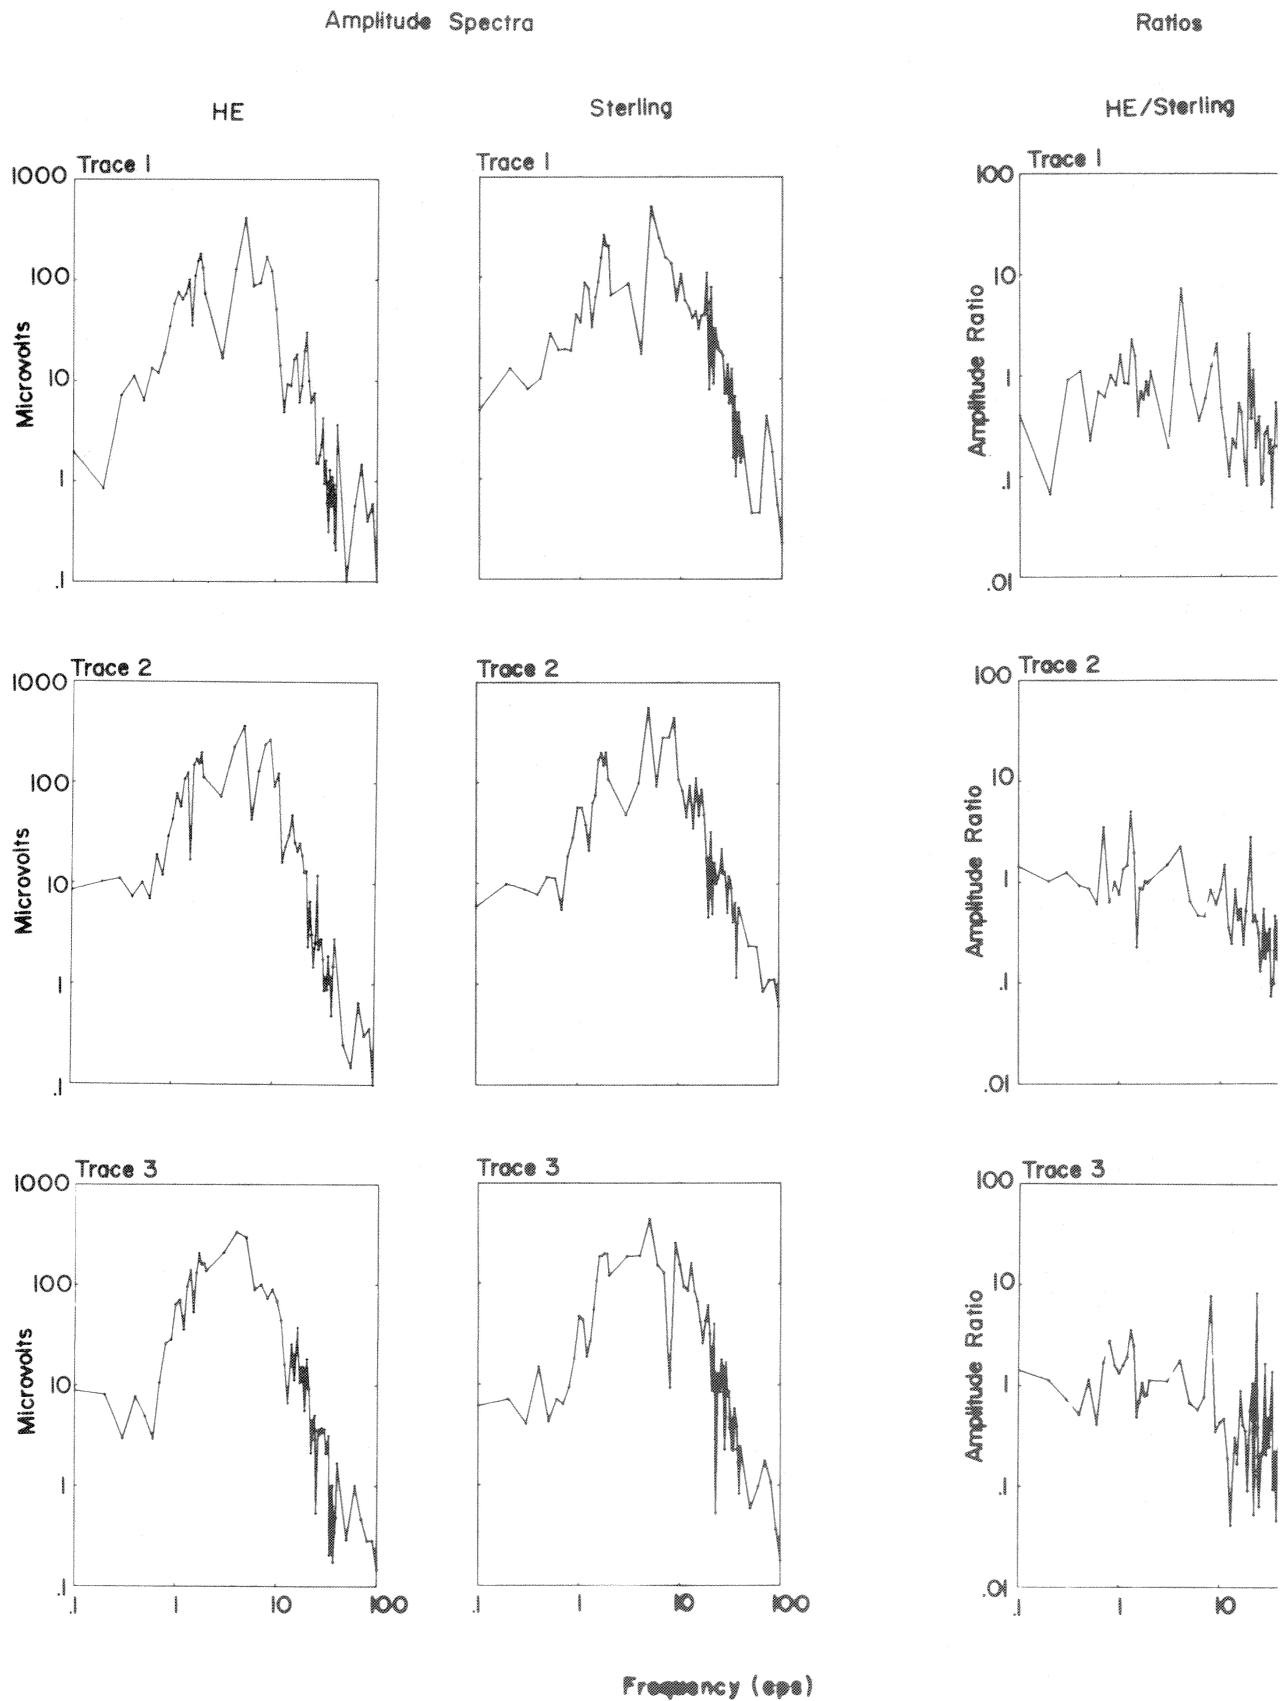 Amplitude Spectra
Ratios
HE
Sterling
HE/Sterling
Trace 1
Trace 1
Trace 1
1000
100
10
1
.1
Microvolts
100
10
1
.1
.01
Amplitude Ratio
Trace 2
Trace 2
Trace 2
1000
100
10
1
.1
Microvolts
100
10
1
.1
.01
Amplitude Ratio
Trace 3
Trace 3
Trace 3
1000
100
10
1
.1
Microvolts
100
10
1
.1
.01
Amplitude Ratio
.1 1 10 100
.1 1 10 100
.1 1 10
Frequency (cps)